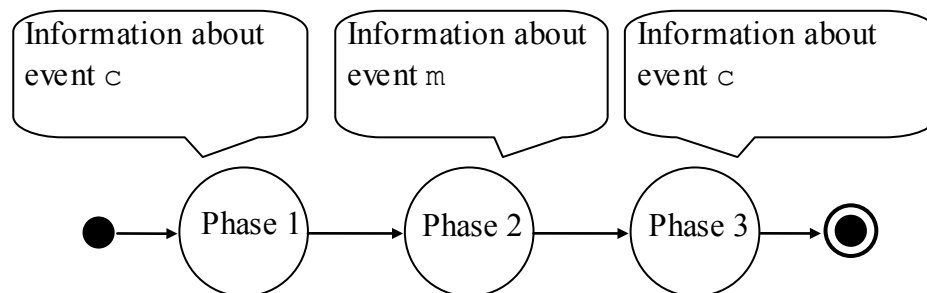 Information about
event c
Information about
event m
Information about
event c
Phase 1
Phase 2
Phase 3